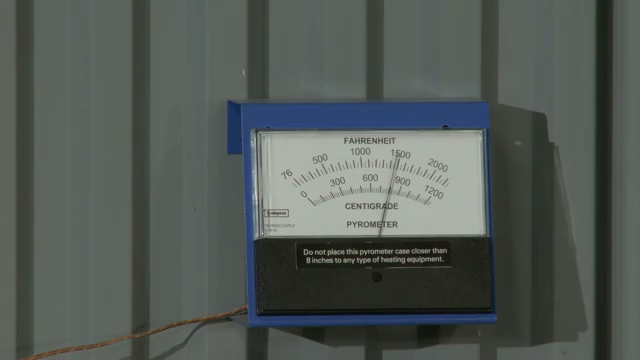 FAHRENHEIT
76 500 1000 1500 2000
0 300 600 900 1200
CENTIGRADE
PYROMETER
Do not place this pyrometer case closer than
8 inches to any type of heating equipment.